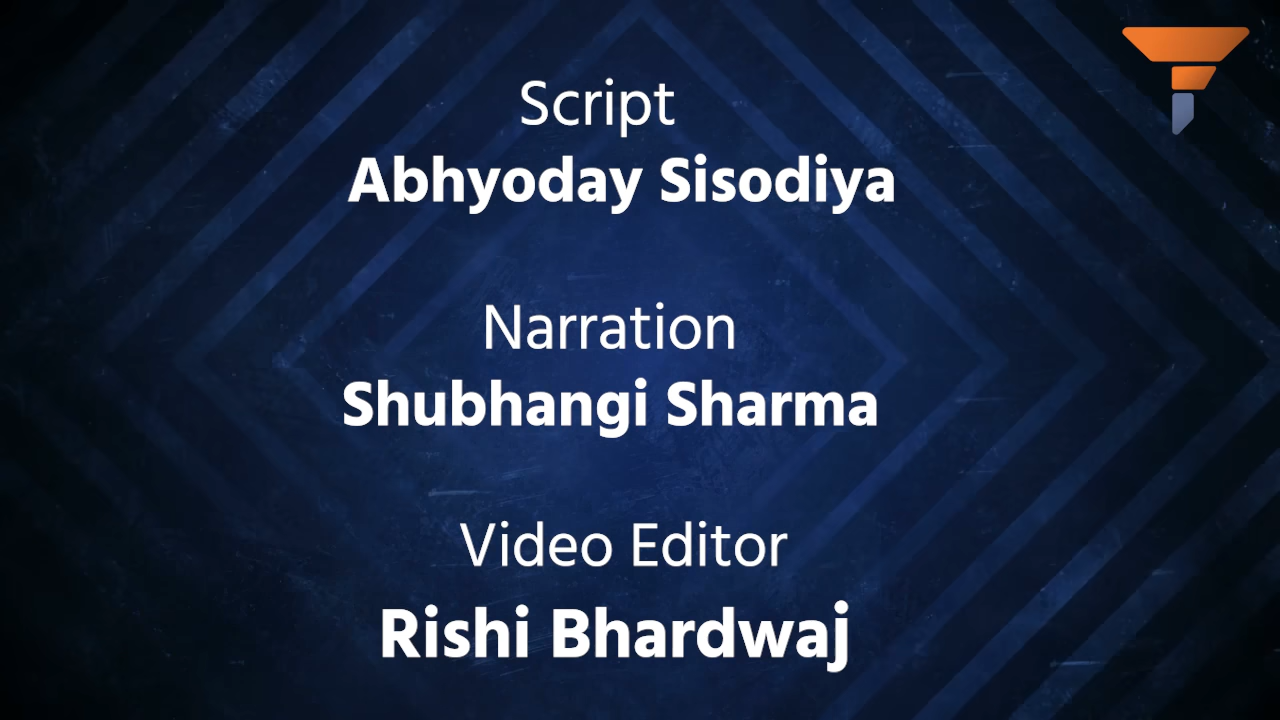 Script
Abhyoday Sisodiya
Narration
Shubhangi Sharma
Video Editor
Rishi Bhardwaj